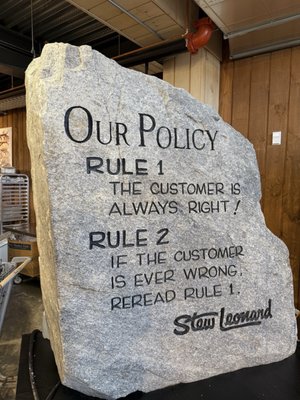 OUR POLICY
RULE 1
THE CUSTOMER IS
ALWAYS RIGHT!
RULE 2
IF THE CUSTOMER
IS EVER WRONG,
REREAD RULE 1.
Stew Leonard